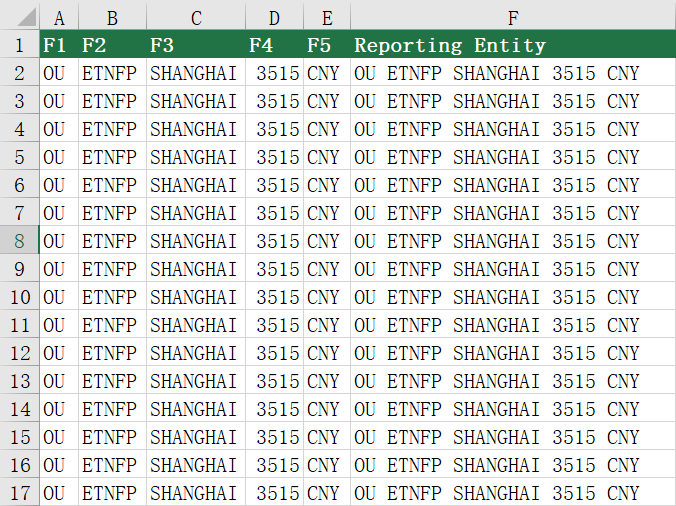 A B C D E F
1 F1 F2 F3 F4 F5 Reporting Entity
2 OU ETNFP SHANGHAI 3515 CNY OU ETNFP SHANGHAI 3515 CNY
3 OU ETNFP SHANGHAI 3515 CNY OU ETNFP SHANGHAI 3515 CNY
4 OU ETNFP SHANGHAI 3515 CNY OU ETNFP SHANGHAI 3515 CNY
5 OU ETNFP SHANGHAI 3515 CNY OU ETNFP SHANGHAI 3515 CNY
6 OU ETNFP SHANGHAI 3515 CNY OU ETNFP SHANGHAI 3515 CNY
7 OU ETNFP SHANGHAI 3515 CNY OU ETNFP SHANGHAI 3515 CNY
8 OU ETNFP SHANGHAI 3515 CNY OU ETNFP SHANGHAI 3515 CNY
9 OU ETNFP SHANGHAI 3515 CNY OU ETNFP SHANGHAI 3515 CNY
10 OU ETNFP SHANGHAI 3515 CNY OU ETNFP SHANGHAI 3515 CNY
11 OU ETNFP SHANGHAI 3515 CNY OU ETNFP SHANGHAI 3515 CNY
12 OU ETNFP SHANGHAI 3515 CNY OU ETNFP SHANGHAI 3515 CNY
13 OU ETNFP SHANGHAI 3515 CNY OU ETNFP SHANGHAI 3515 CNY
14 OU ETNFP SHANGHAI 3515 CNY OU ETNFP SHANGHAI 3515 CNY
15 OU ETNFP SHANGHAI 3515 CNY OU ETNFP SHANGHAI 3515 CNY
16 OU ETNFP SHANGHAI 3515 CNY OU ETNFP SHANGHAI 3515 CNY
17 OU ETNFP SHANGHAI 3515 CNY OU ETNFP SHANGHAI 3515 CNY